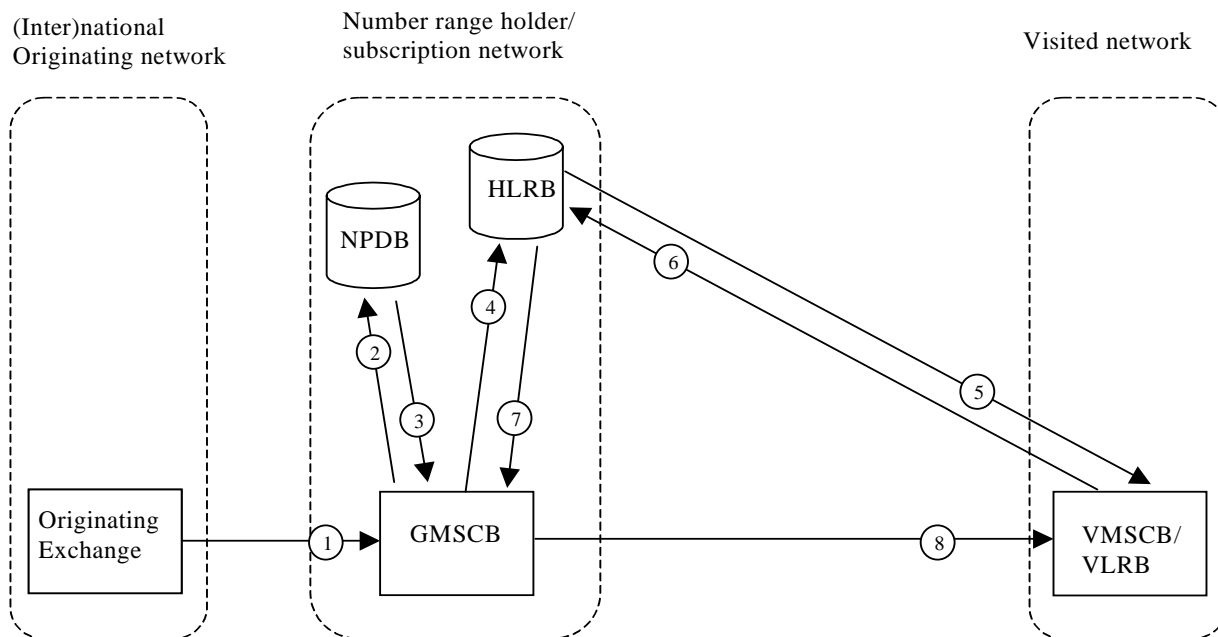 (Inter)national
Originating network
Number range holder/
subscription network
Visited network
HLRB
NPDB
6
4
2
5
3
7
Originating
Exchange
1
GMSCB
8
VMSCB/
VLRB